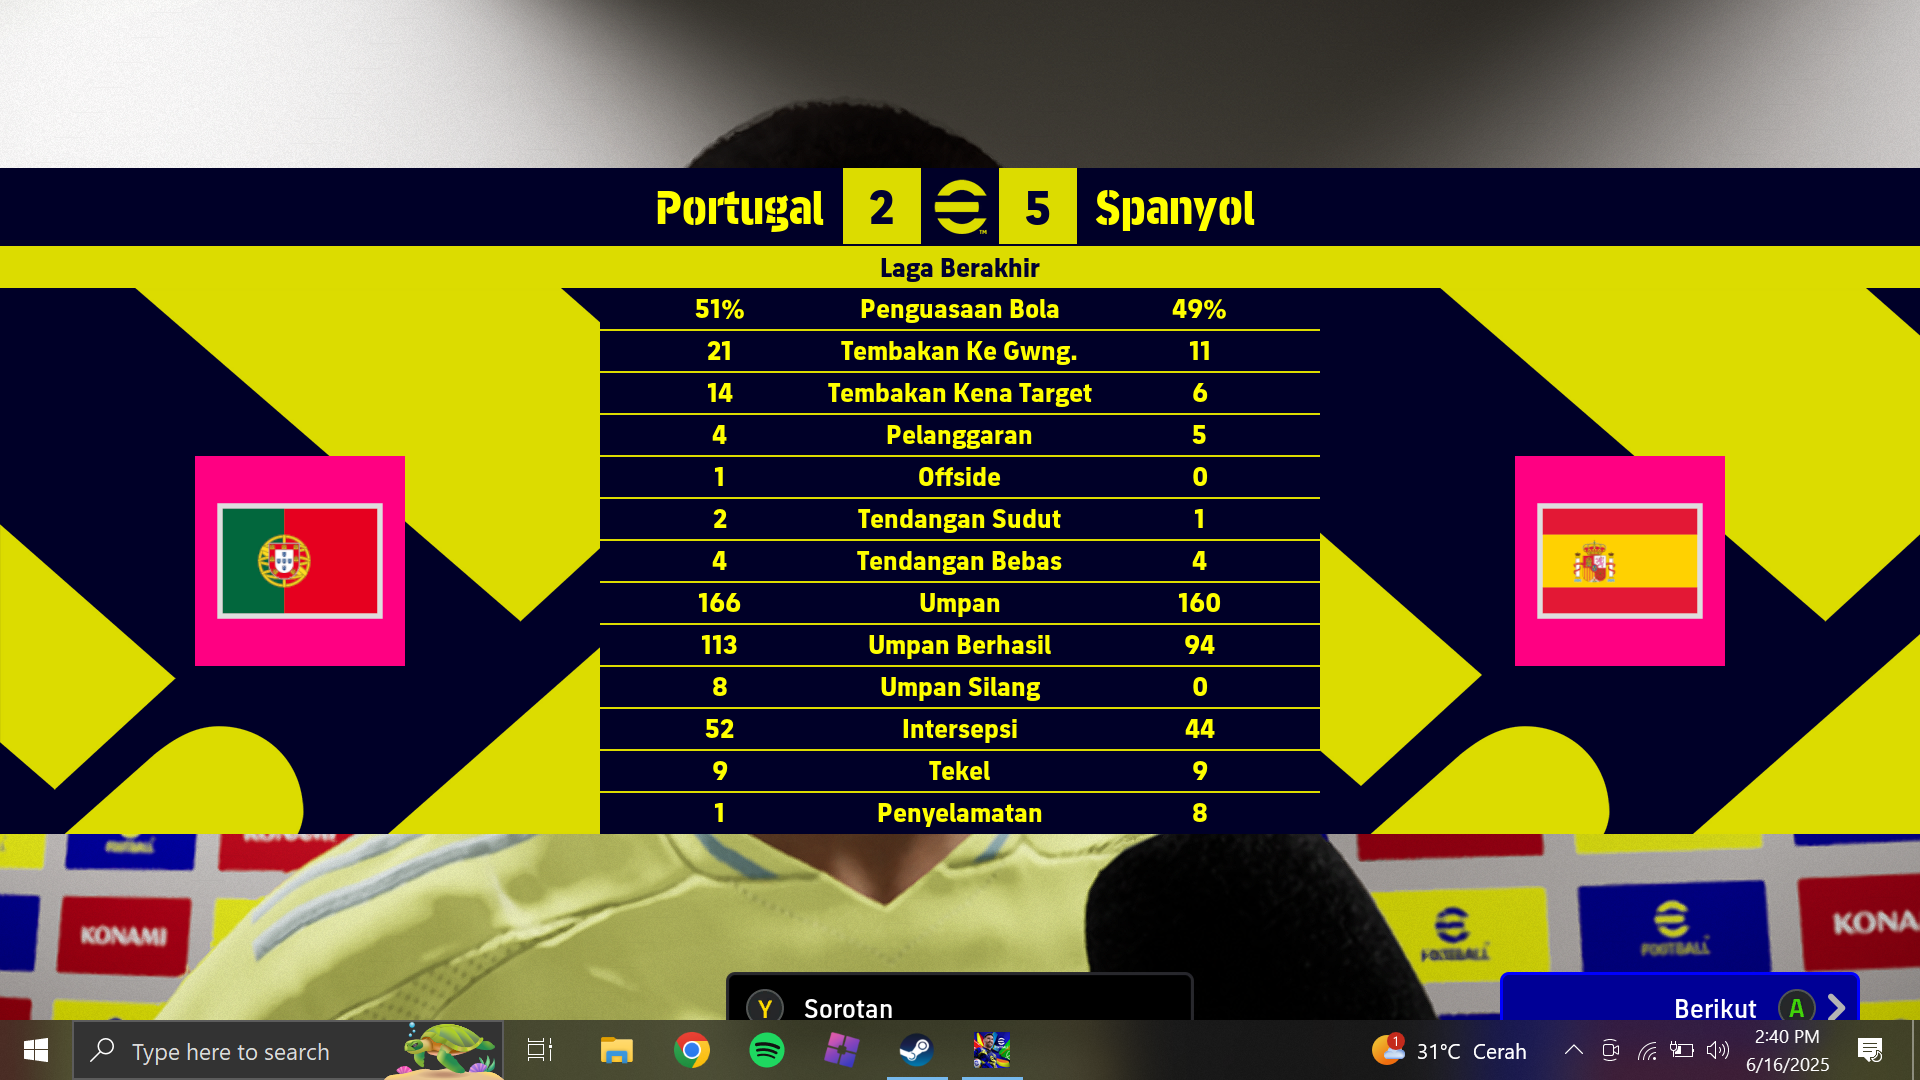 Portugal 2 5 Spanyol
TM
Laga Berakhir
51% Penguasaan Bola 49%
21 Tembakan Ke Gwng. 11
14 Tembakan Kena Target 6
4 Pelanggaran 5
1 Offside 0
2 Tendangan Sudut 1
4 Tendangan Bebas 4
166 Umpan 160
113 Umpan Berhasil 94
8 Umpan Silang 0
52 Intersepsi 44
9 Tekel 9
1 Penyelamatan 8
KONAMI
FOOTBALL
FOOTBALL
KONA
Y Sorotan
Berikut A
Type here to search
1
31°C Cerah
2:40 PM
6/16/2025